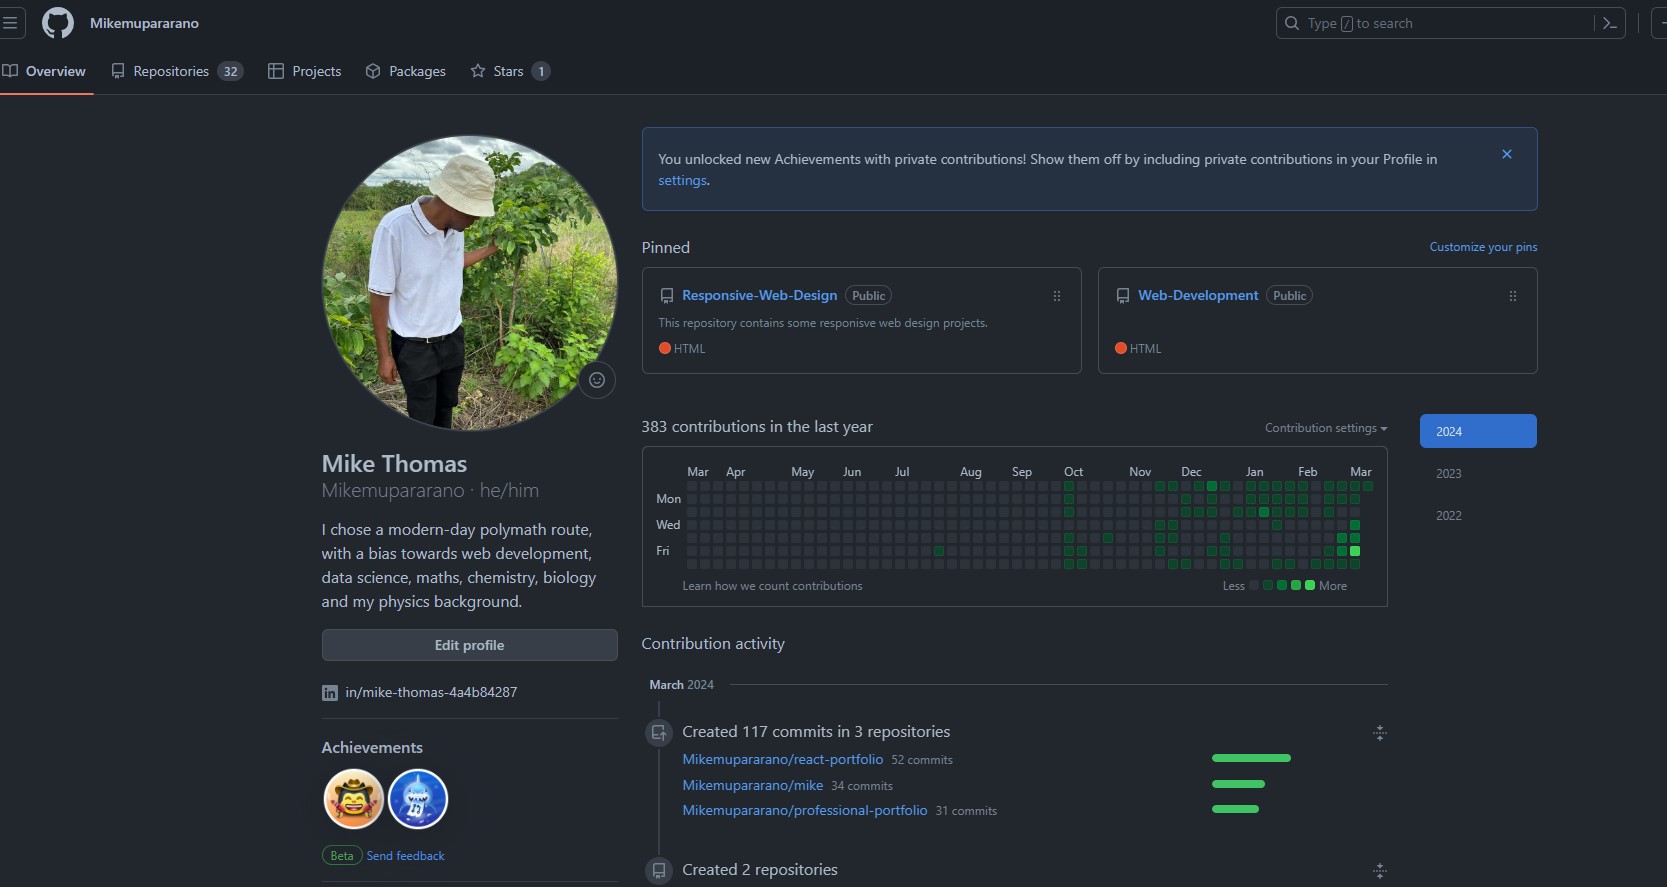 Mikemupararano
Type / to search
Overview
Repositories 32
Projects
Packages
Stars 1
You unlocked new Achievements with private contributions! Show them off by including private contributions in your Profile in
settings.
Pinned
Customize your pins
Responsive-Web-Design Public
This repository contains some responisve web design projects.
HTML
Web-Development Public
HTML
Mike Thomas
Mikemupararano · he/him
I chose a modern-day polymath route,
with a bias towards web development,
data science, maths, chemistry, biology
and my physics background.
Edit profile
in/mike-thomas-4a4b84287
Achievements
Beta Send feedback
383 contributions in the last year
Contribution settings
2024
2023
2022
Mar Apr May Jun Jul Aug Sep Oct Nov Dec Jan Feb Mar
Mon
Wed
Fri
Learn how we count contributions
Less More
Contribution activity
March 2024
Created 117 commits in 3 repositories
Mikemupararano/react-portfolio 52 commits
Mikemupararano/mike 34 commits
Mikemupararano/professional-portfolio 31 commits
Created 2 repositories